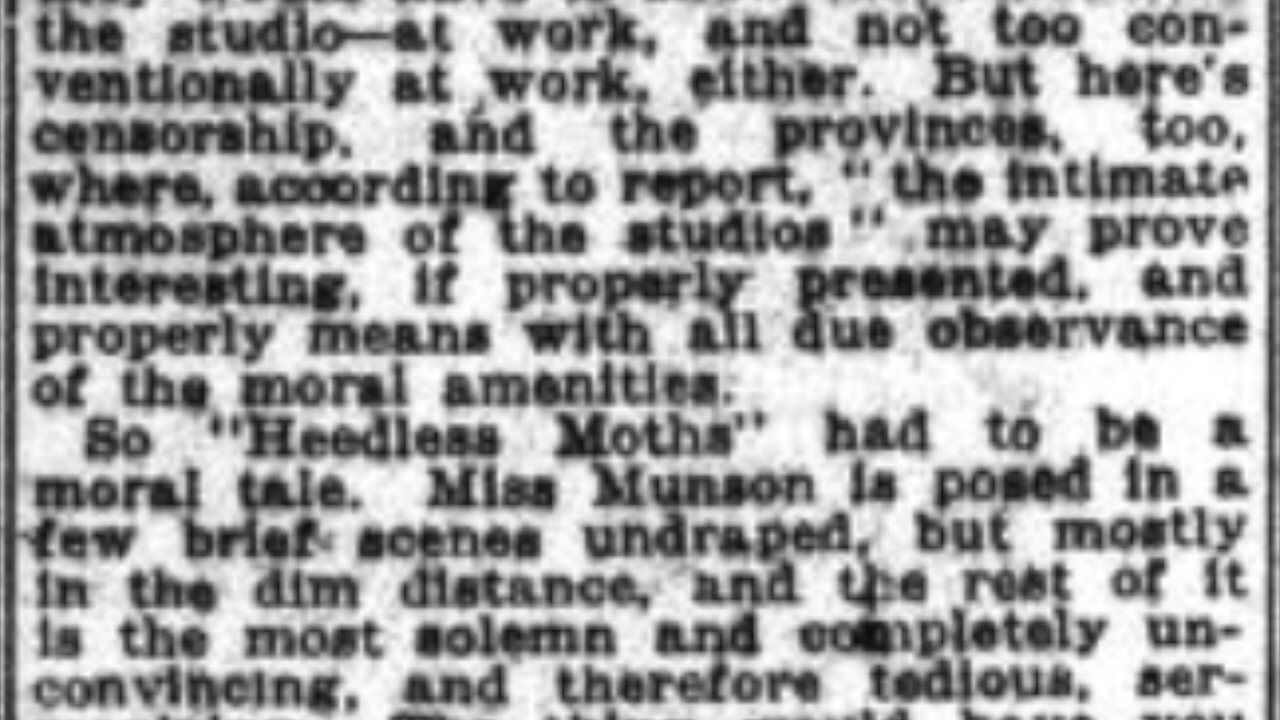 the studio—at work, and not too con-
ventionally at work, either. But here's
censorship, and the provinces, too,
where, according to report, "the intimate
atmosphere of the studios" may prove
interesting, if properly presented, and
properly means with all due observance
of the moral amenities.
So "Heedless Moths" had to be a
moral tale. Miss Munson is posed in a
few brief scenes undraped, but mostly
in the dim distance, and the rest of it
is the most solemn and completely un-
convincing, and therefore tedious, ser-